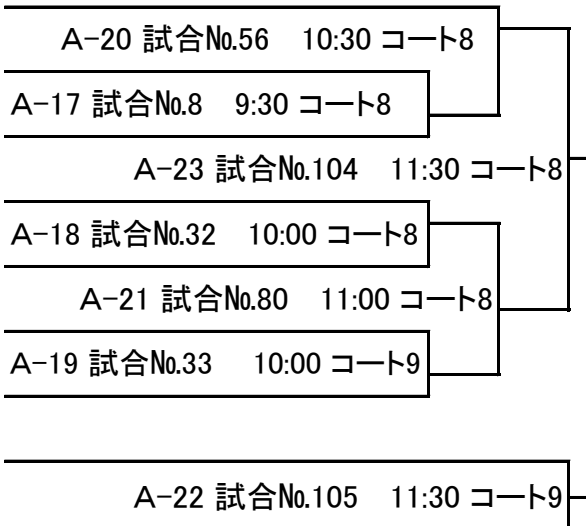 A-20 試合№56 10:30 コート8
A-17 試合№8 9:30 コート8
A-23 試合№104 11:30 コート8
A-18 試合№32 10:00 コート8
A-21 試合№80 11:00 コート8
A-19 試合№33 10:00 コート9
A-22 試合№105 11:30 コート9